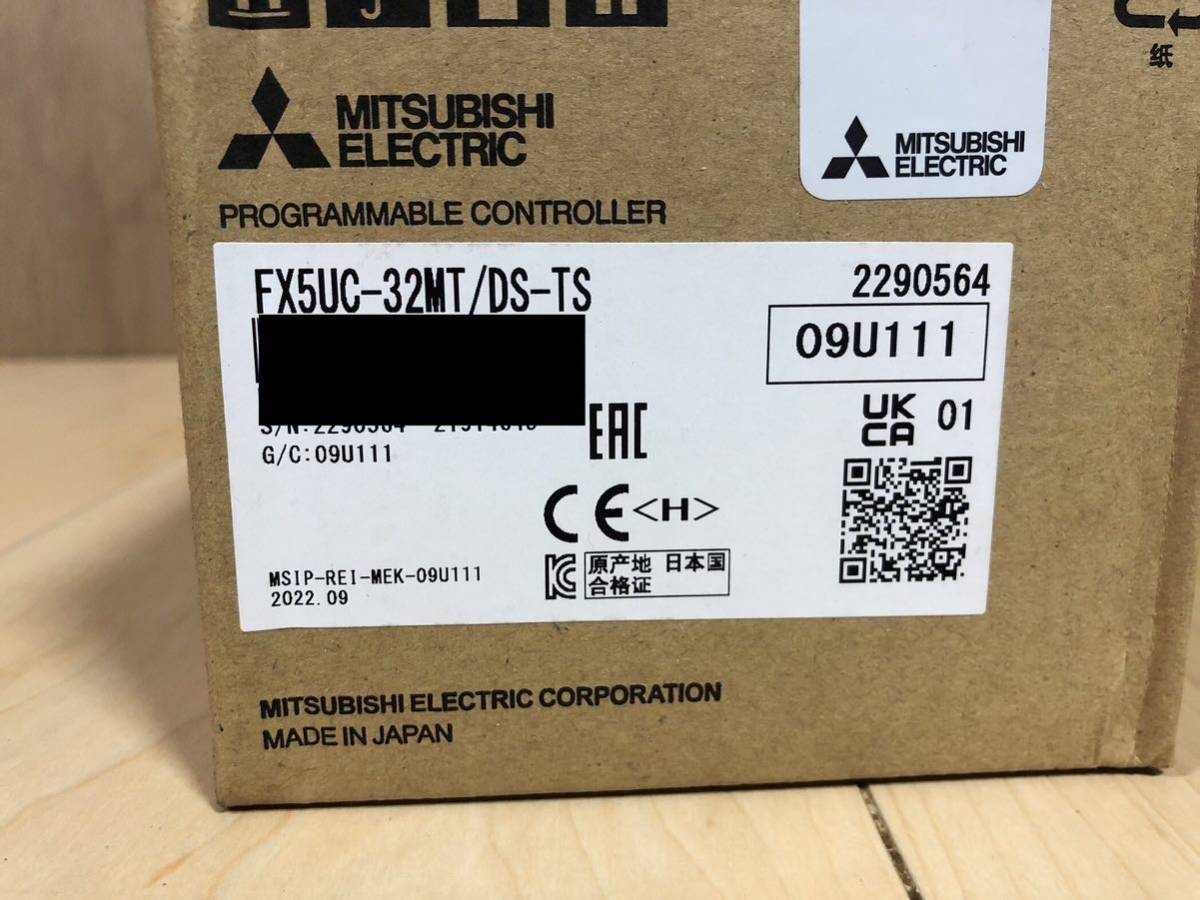 纸
MITSUBISHI
ELECTRIC
MITSUBISHI
ELECTRIC
PROGRAMMABLE CONTROLLER
FX5UC-32MT/DS-TS
2290564
09U111
S/N:2290564
G/C:09U111
EAC
UK
CA
01
CE <H>
MSIP-REI-MEK-09U111
2022.09
原产地 日本国
合格证
MITSUBISHI ELECTRIC CORPORATION
MADE IN JAPAN